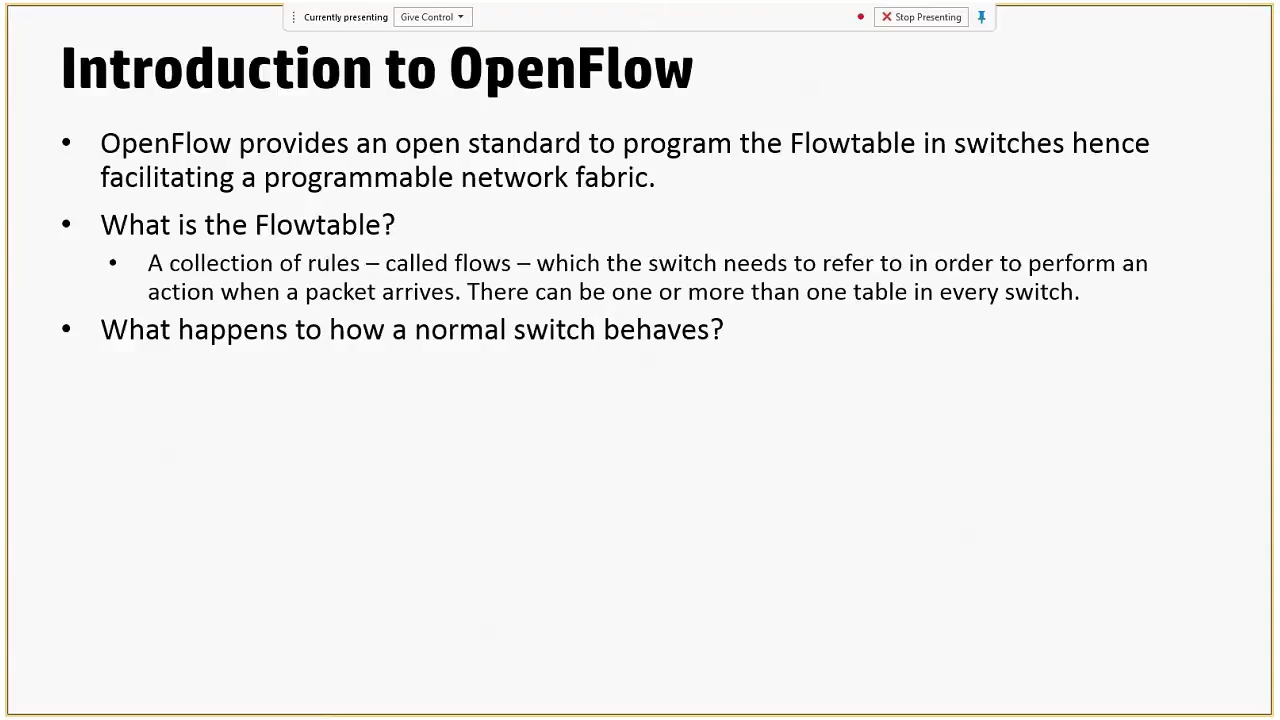 Currently presenting Give Control Stop Presenting
Introduction to OpenFlow
• OpenFlow provides an open standard to program the Flowtable in switches hence
facilitating a programmable network fabric.
• What is the Flowtable?
• A collection of rules – called flows – which the switch needs to refer to in order to perform an
action when a packet arrives. There can be one or more than one table in every switch.
• What happens to how a normal switch behaves?